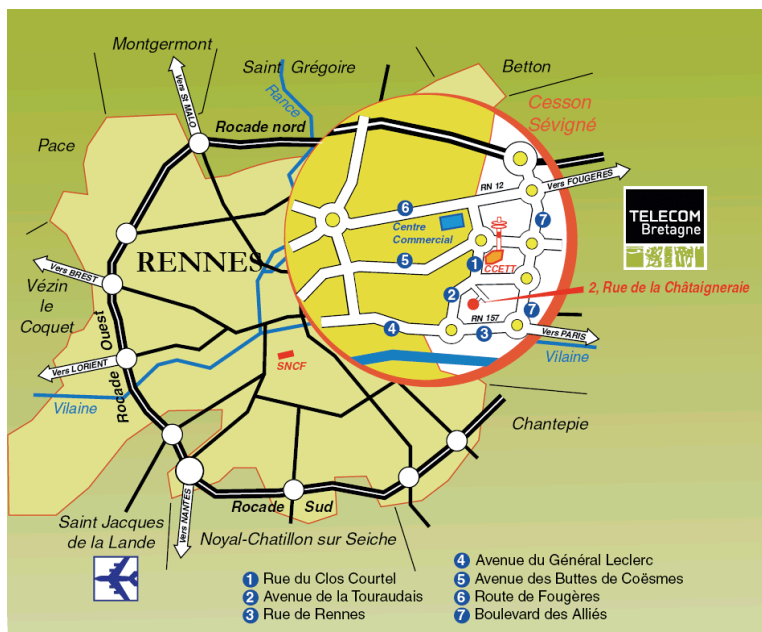 Montgermont
Saint Grégoire
Betton
Vers St MALO
Rance
Cesson
Sévigné
Rocade nord
Pace
RN 12
Vers FOUGERES
6
7
TELECOM
Bretagne
Centre
Commercial
RENNES
5
1
CCETT
Vers BREST
2
2, Rue de la Châtaigneraie
Vézin
le
Coquet
Rocade Ouest
RN 157
7
4
3
Vers PARIS
Vilaine
Vers LORIENT
SNCF
Vilaine
Chantepie
Vers NANTES
Rocade Sud
Saint Jacques
de la Lande
Noyal-Chatillon sur Seiche
1 Rue du Clos Courtel
2 Avenue de la Touraudais
3 Rue de Rennes
4 Avenue du Général Leclerc
5 Avenue des Buttes de Coësmes
6 Route de Fougères
7 Boulevard des Alliés